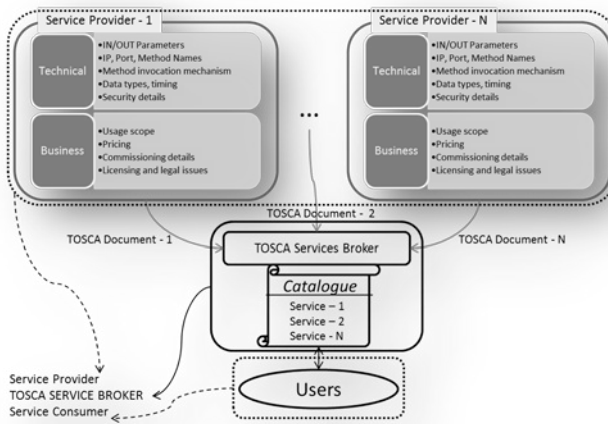 Service Provider - 1
Technical
•IN/OUT Parameters
•IP, Port, Method Names
•Method invocation mechanism
•Data types, timing
•Security details
Business
•Usage scope
•Pricing
•Commissioning details
•Licensing and legal issues
...
Service Provider - N
Technical
•IN/OUT Parameters
•IP, Port, Method Names
•Method invocation mechanism
•Data types, timing
•Security details
Business
•Usage scope
•Pricing
•Commissioning details
•Licensing and legal issues
TOSCA Document - 1
TOSCA Document - 2
TOSCA Document - N
TOSCA Services Broker
Catalogue
Service – 1
Service – 2
Service - N
Users
Service Provider
TOSCA SERVICE BROKER
Service Consumer